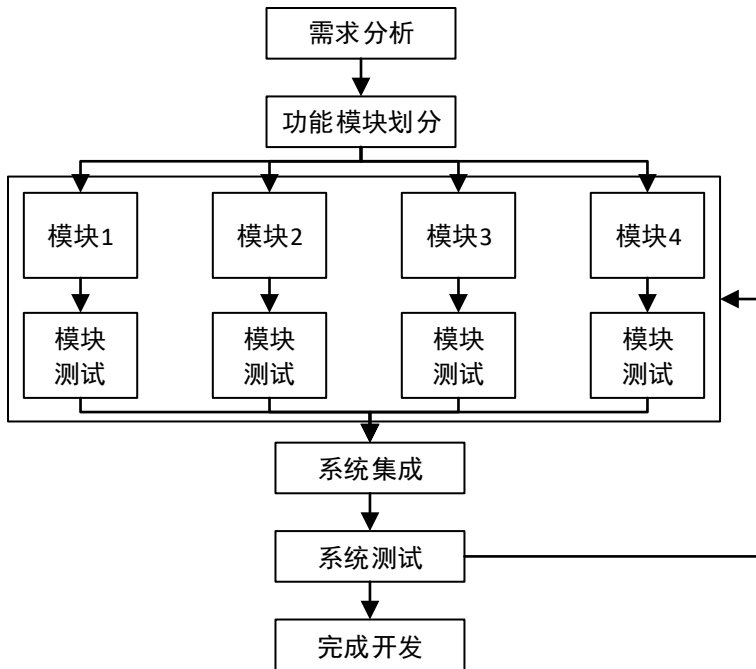 需求分析
功能模块划分
模块1
模块2
模块3
模块4
模块
测试
模块
测试
模块
测试
模块
测试
系统集成
系统测试
完成开发